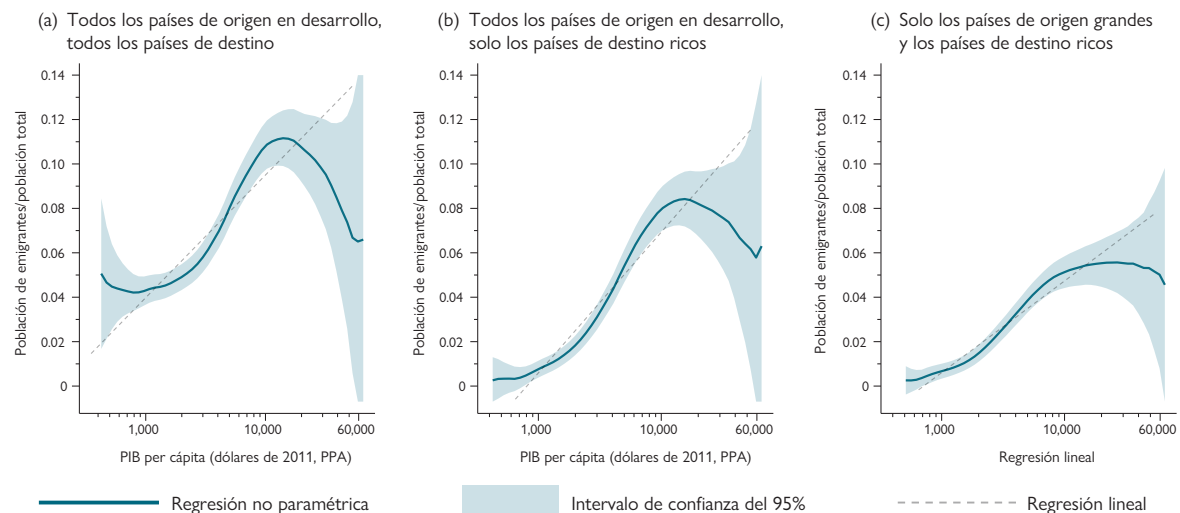 (a) Todos los países de origen en desarrollo,
todos los países de destino
Población de emigrantes/población total
0.14
0.12
0.10
0.08
0.06
0.04
0.02
0
1,000
10,000
60,000
PIB per cápita (dólares de 2011, PPA)
(b) Todos los países de origen en desarrollo,
solo los países de destino ricos
Población de emigrantes/población total
0.14
0.12
0.10
0.08
0.06
0.04
0.02
0
1,000
10,000
60,000
PIB per cápita (dólares de 2011, PPA)
(c) Solo los países de origen grandes
y los países de destino ricos
Población de emigrantes/población total
0.14
0.12
0.10
0.08
0.06
0.04
0.02
0
1,000
10,000
60,000
Regresión lineal
Regresión no paramétrica
Intervalo de confianza del 95%
Regresión lineal